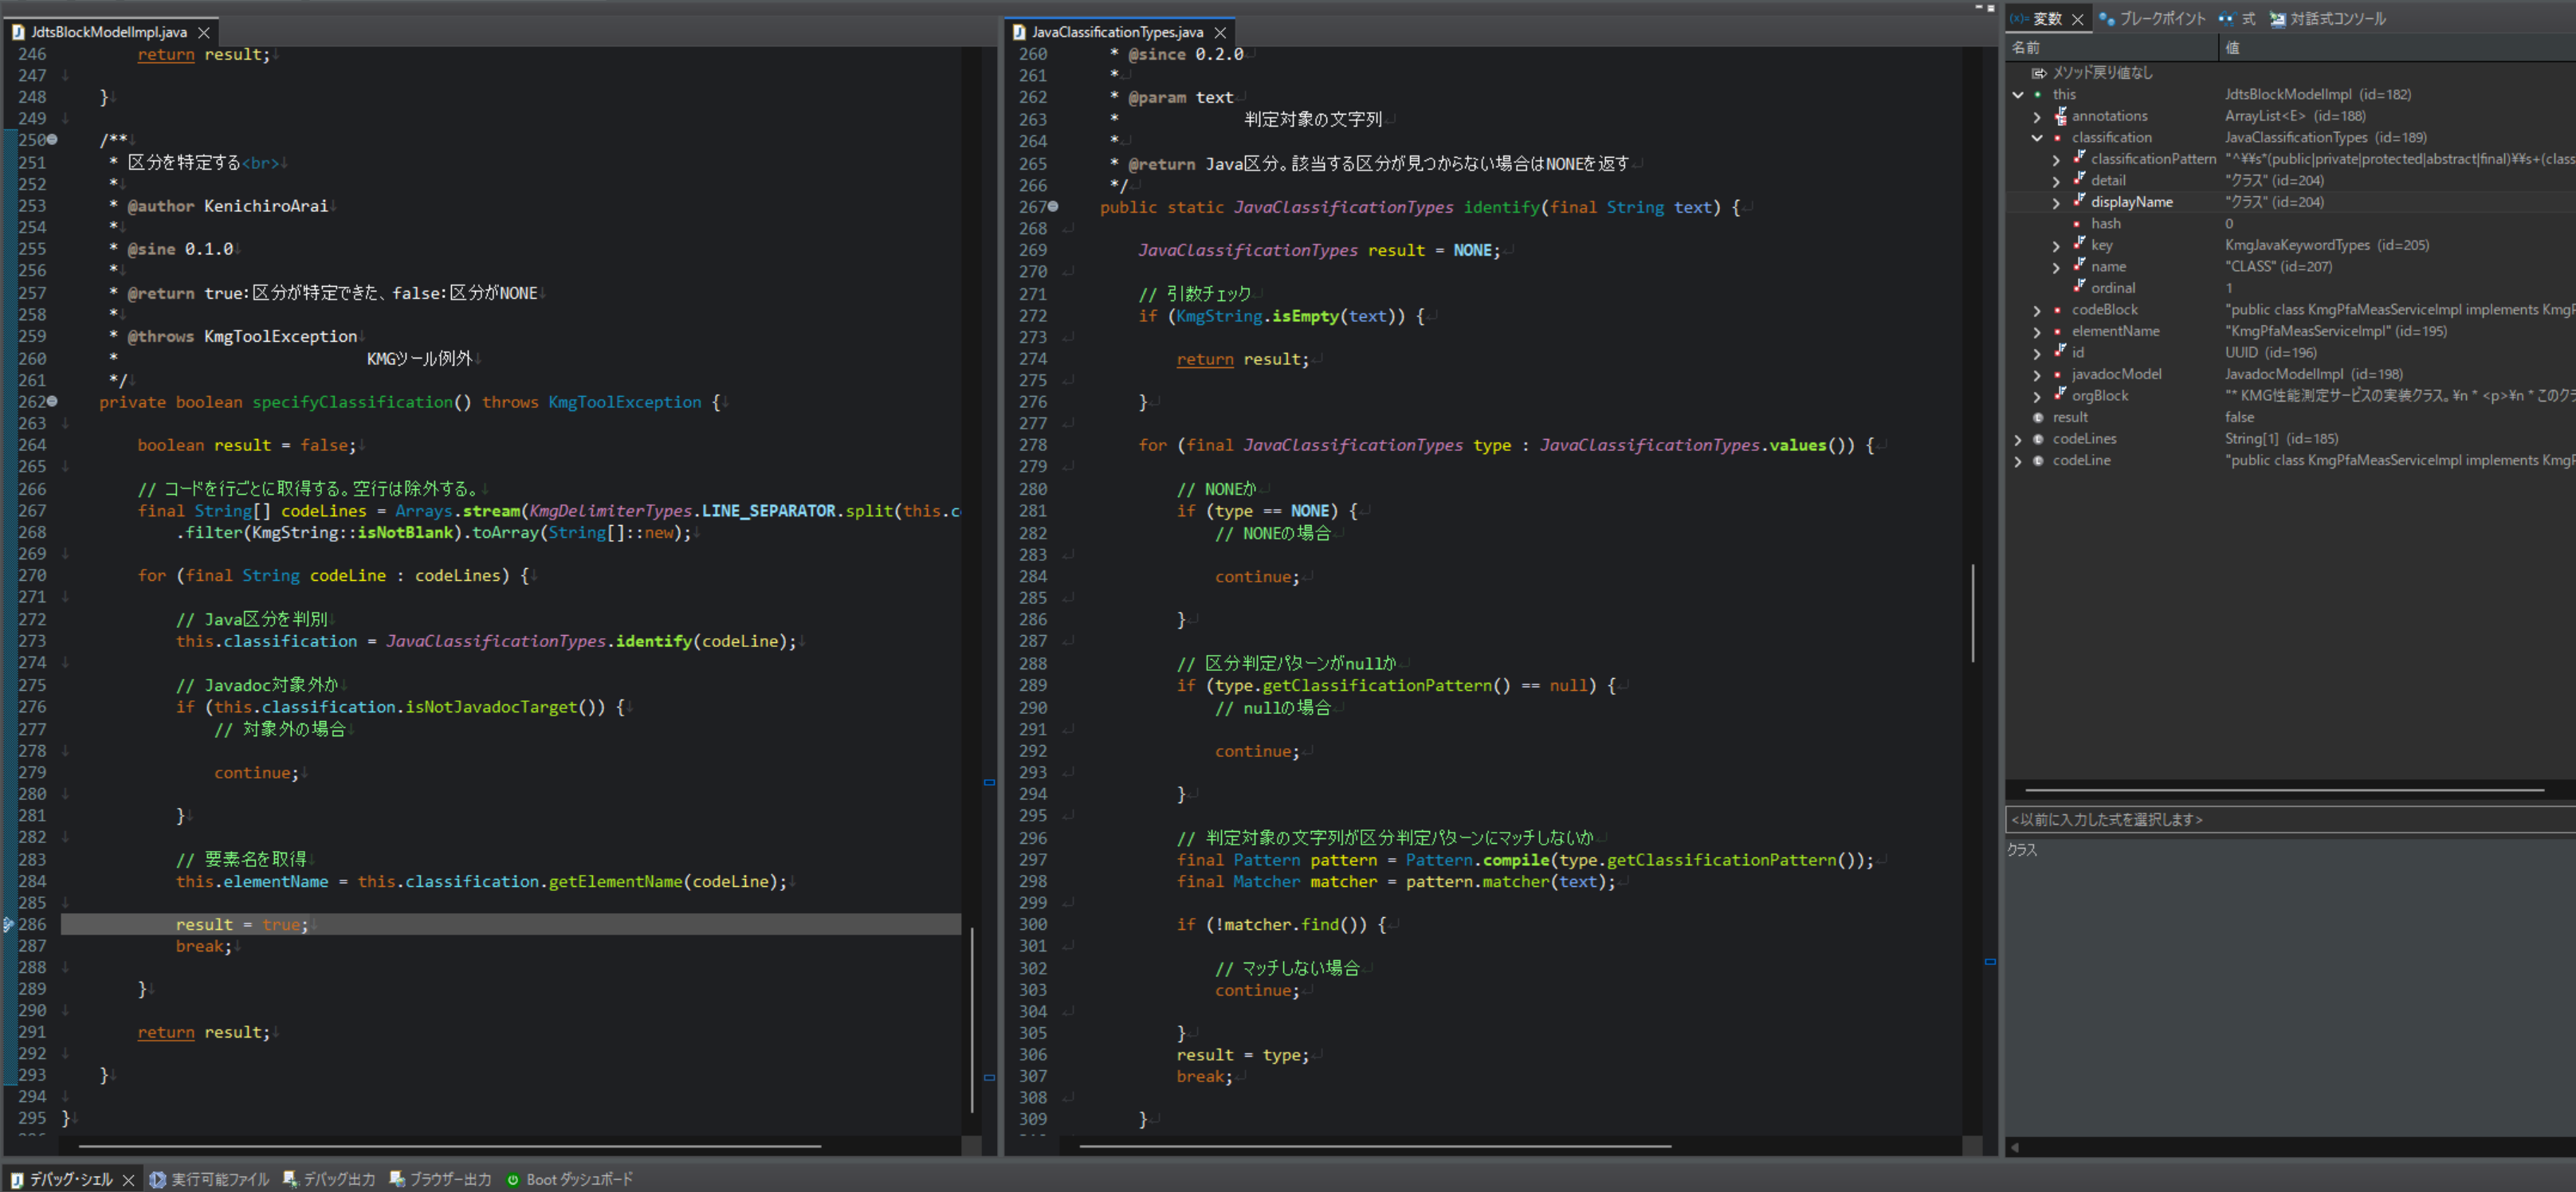 JdtsBlockModelImpl.java
246 return result;
247
248 }
249
250 /**
251 * 区分を特定する<br>
252 *
253 * @author KenichiroArai
254 *
255 * @sine 0.1.0
256 *
257 * @return true:区分が特定できた、false:区分がNONE
258 *
259 * @throws KmgToolException
260 * KMGツール例外
261 */
262 private boolean specifyClassification() throws KmgToolException {
263
264 boolean result = false;
265
266 // コードを行ごとに取得する。空行は除外する。
267 final String[] codeLines = Arrays.stream(KmgDelimiterTypes.LINE_SEPARATOR.split(this.c
268 .filter(KmgString::isNotBlank).toArray(String[]::new);
269
270 for (final String codeLine : codeLines) {
271
272 // Java区分を判別
273 this.classification = JavaClassificationTypes.identify(codeLine);
274
275 // Javadoc対象外か
276 if (this.classification.isNotJavadocTarget()) {
277 // 対象外の場合
278
279 continue;
280
281 }
282
283 // 要素名を取得
284 this.elementName = this.classification.getElementName(codeLine);
285
286 result = true;
287 break;
288
289 }
290
291 return result;
292
293 }
294
295 }
JavaClassificationTypes.java
260 * @since 0.2.0
261 *
262 * @param text
263 * 判定対象の文字列
264 *
265 * @return Java区分。該当する区分が見つからない場合はNONEを返す
266 */
267 public static JavaClassificationTypes identify(final String text) {
268
269 JavaClassificationTypes result = NONE;
270
271 // 引数チェック
272 if (KmgString.isEmpty(text)) {
273
274 return result;
275
276 }
277
278 for (final JavaClassificationTypes type : JavaClassificationTypes.values()) {
279
280 // NONEか
281 if (type == NONE) {
282 // NONEの場合
283
284 continue;
285
286 }
287
288 // 区分判定パターンがnullか
289 if (type.getClassificationPattern() == null) {
290 // nullの場合
291
292 continue;
293
294 }
295
296 // 判定対象の文字列が区分判定パターンにマッチしないか
297 final Pattern pattern = Pattern.compile(type.getClassificationPattern());
298 final Matcher matcher = pattern.matcher(text);
299
300 if (!matcher.find()) {
301
302 // マッチしない場合
303 continue;
304
305 }
306 result = type;
307 break;
308
309 }
(x)= 変数 ブレークポイント 式 対話式コンソール
名前 値
メソッド戻り値なし
this JdtsBlockModelImpl (id=182)
annotations ArrayList<E> (id=188)
classification JavaClassificationTypes (id=189)
classificationPattern "^¥¥s*(public|private|protected|abstract|final)¥¥s+(class
detail "クラス" (id=204)
displayName "クラス" (id=204)
hash 0
key KmgJavaKeywordTypes (id=205)
name "CLASS" (id=207)
ordinal 1
codeBlock "public class KmgPfaMeasServiceImpl implements KmgP
elementName "KmgPfaMeasServiceImpl" (id=195)
id UUID (id=196)
javadocModel JavadocModelImpl (id=198)
orgBlock "* KMG性能測定サービスの実装クラス。¥n * <p>¥n * このクラ
result false
codeLines String[1] (id=185)
codeLine "public class KmgPfaMeasServiceImpl implements KmgP
<以前に入力した式を選択します>
クラス
デバッグ・シェル 実行可能ファイル デバッグ出力 ブラウザー出力 Boot ダッシュボード